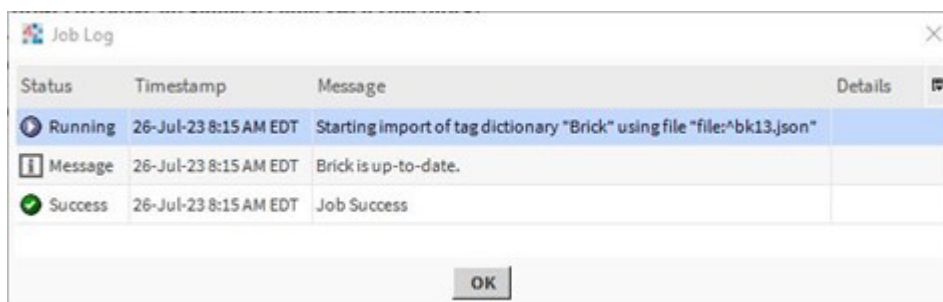 Job Log
Status Timestamp Message Details
Running 26-Jul-23 8:15 AM EDT Starting import of tag dictionary "Brick" using file "file:^bk13.json"
Message 26-Jul-23 8:15 AM EDT Brick is up-to-date.
Success 26-Jul-23 8:15 AM EDT Job Success
OK